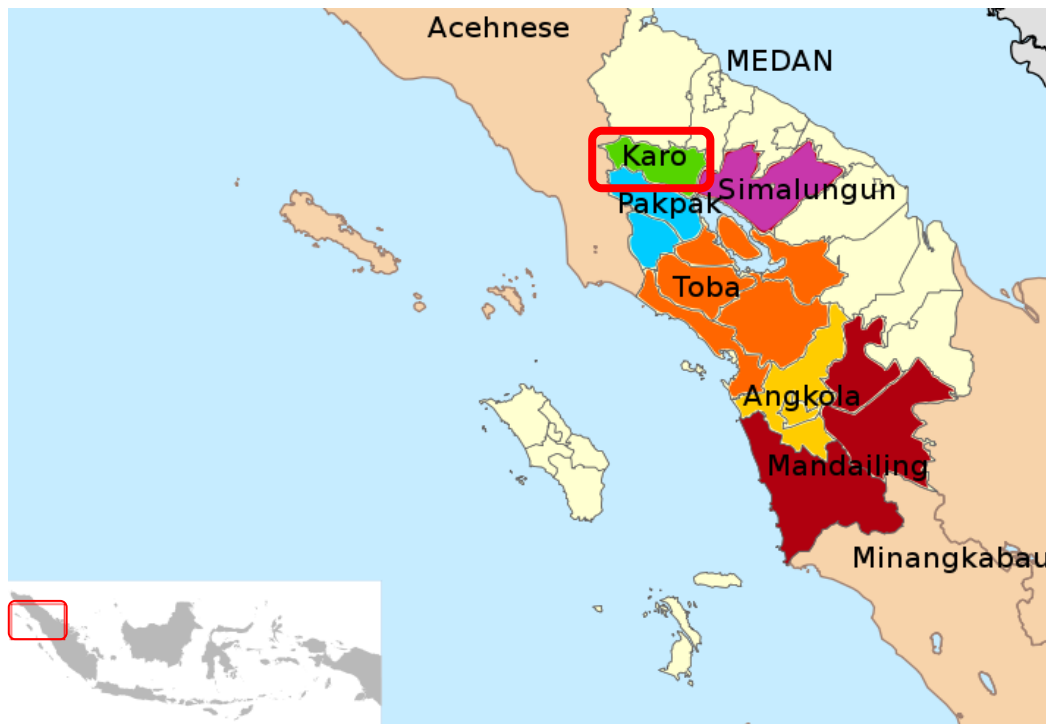 Acehnese
MEDAN
Karo
Simalungun
Pakpak
Toba
Angkola
Mandailing
Minangkabau